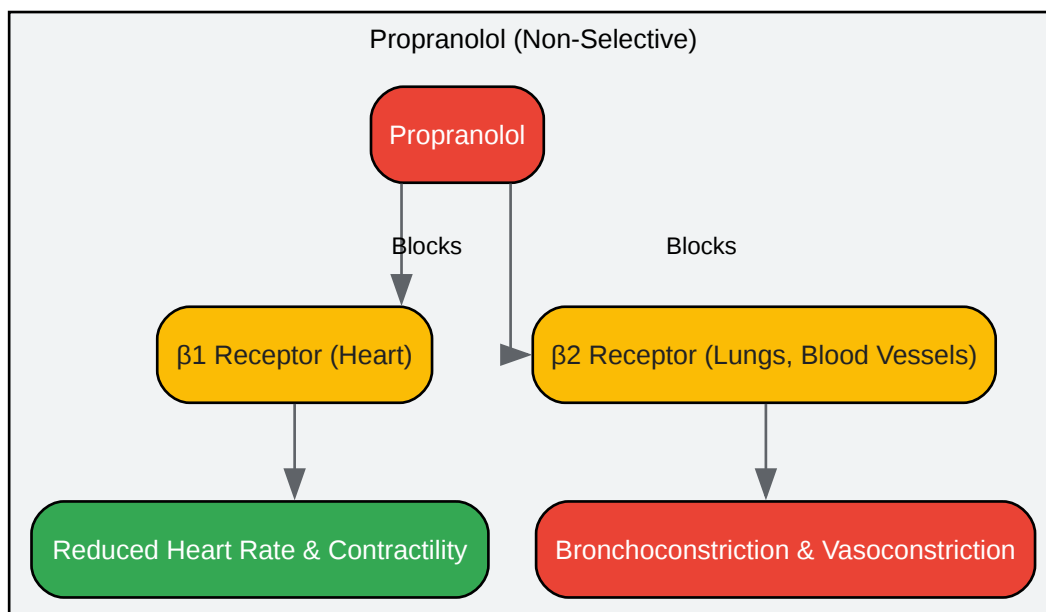 Propranolol (Non-Selective)
Propranolol
Blocks
Blocks
β1 Receptor (Heart)
β2 Receptor (Lungs, Blood Vessels)
Reduced Heart Rate & Contractility
Bronchoconstriction & Vasoconstriction